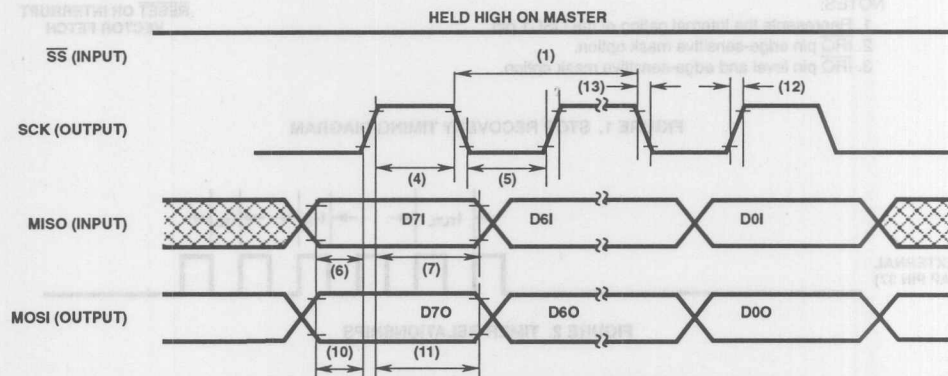 HELD HIGH ON MASTER
SS (INPUT)
(1)
(13)
(12)
SCK (OUTPUT)
(4)
(5)
MISO (INPUT)
D7I
D6I
D0I
(6)
(7)
MOSI (OUTPUT)
D7O
D6O
D0O
(10)
(11)